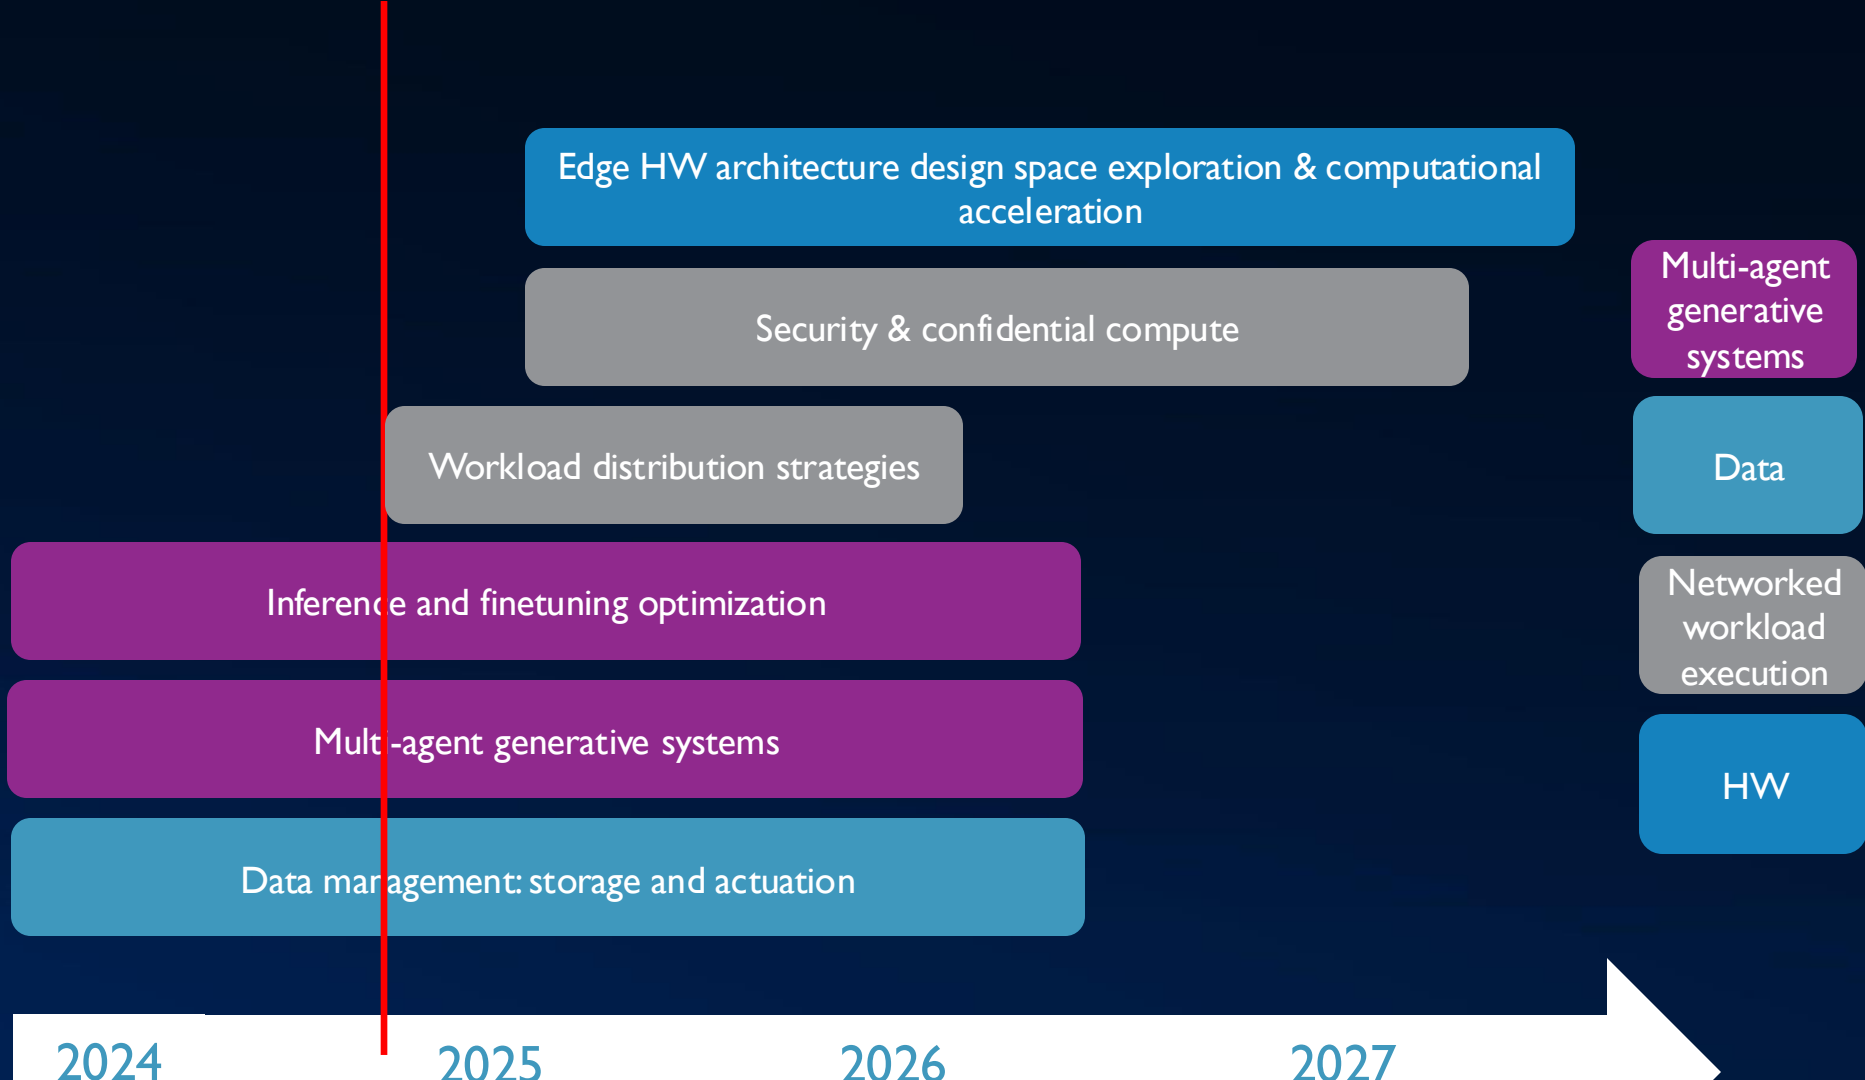 Edge HW architecture design space exploration & computational
acceleration
Security & confidential compute
Workload distribution strategies
Inference and finetuning optimization
Multi-agent generative systems
Data management: storage and actuation
Multi-agent
generative
systems
Data
Networked
workload
execution
HW
2024
2025
2026
2027